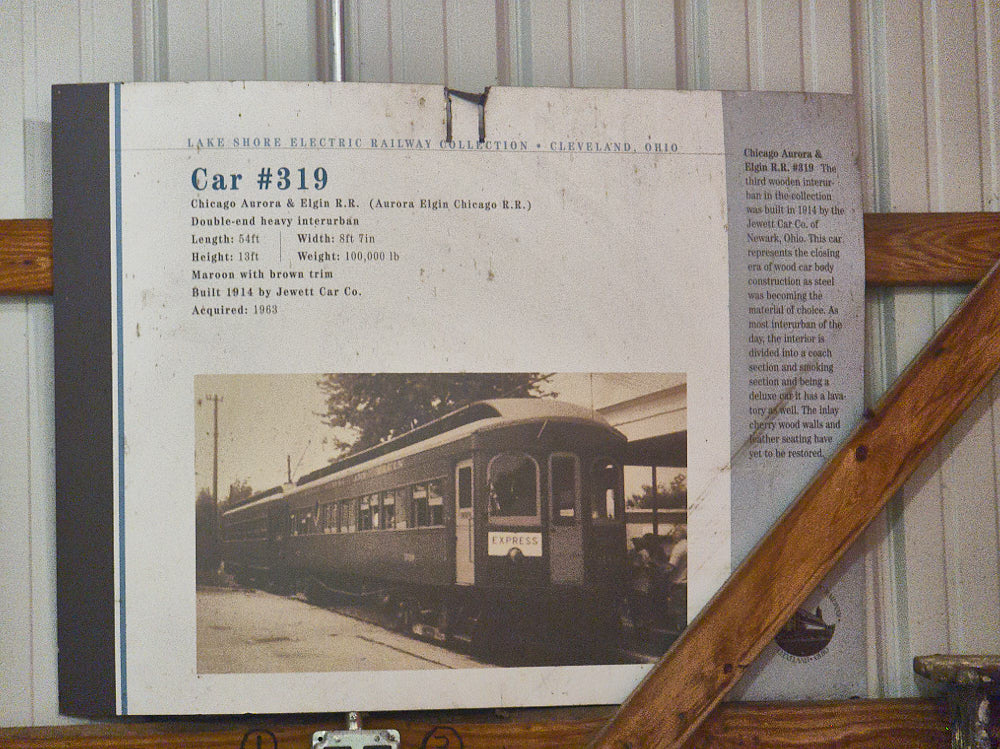 LAKE SHORE ELECTRIC RAILWAY COLLECTION • CLEVELAND, OHIO
Car #319
Chicago Aurora & Elgin R.R. (Aurora Elgin Chicago R.R.)
Double-end heavy interurban
Length: 54ft Width: 8ft 7in
Height: 13ft Weight: 100,000 lb
Maroon with brown trim
Built 1914 by Jewett Car Co.
Acquired: 1963
EXPRESS
Chicago Aurora &
Elgin R.R. #319 The
third wooden interur-
ban in the collection
was built in 1914 by the
Jewett Car Co. of
Newark, Ohio. This car
represents the closing
era of wood car body
construction as steel
was becoming the
material of choice. As
most interurban of the
day, the interior is
divided into a coach
section and smoking
section and being a
deluxe car it has a lava-
tory as well. The inlay
cherry wood walls and
leather seating have
yet to be restored.
CLEVELAND • OHIO
1 3